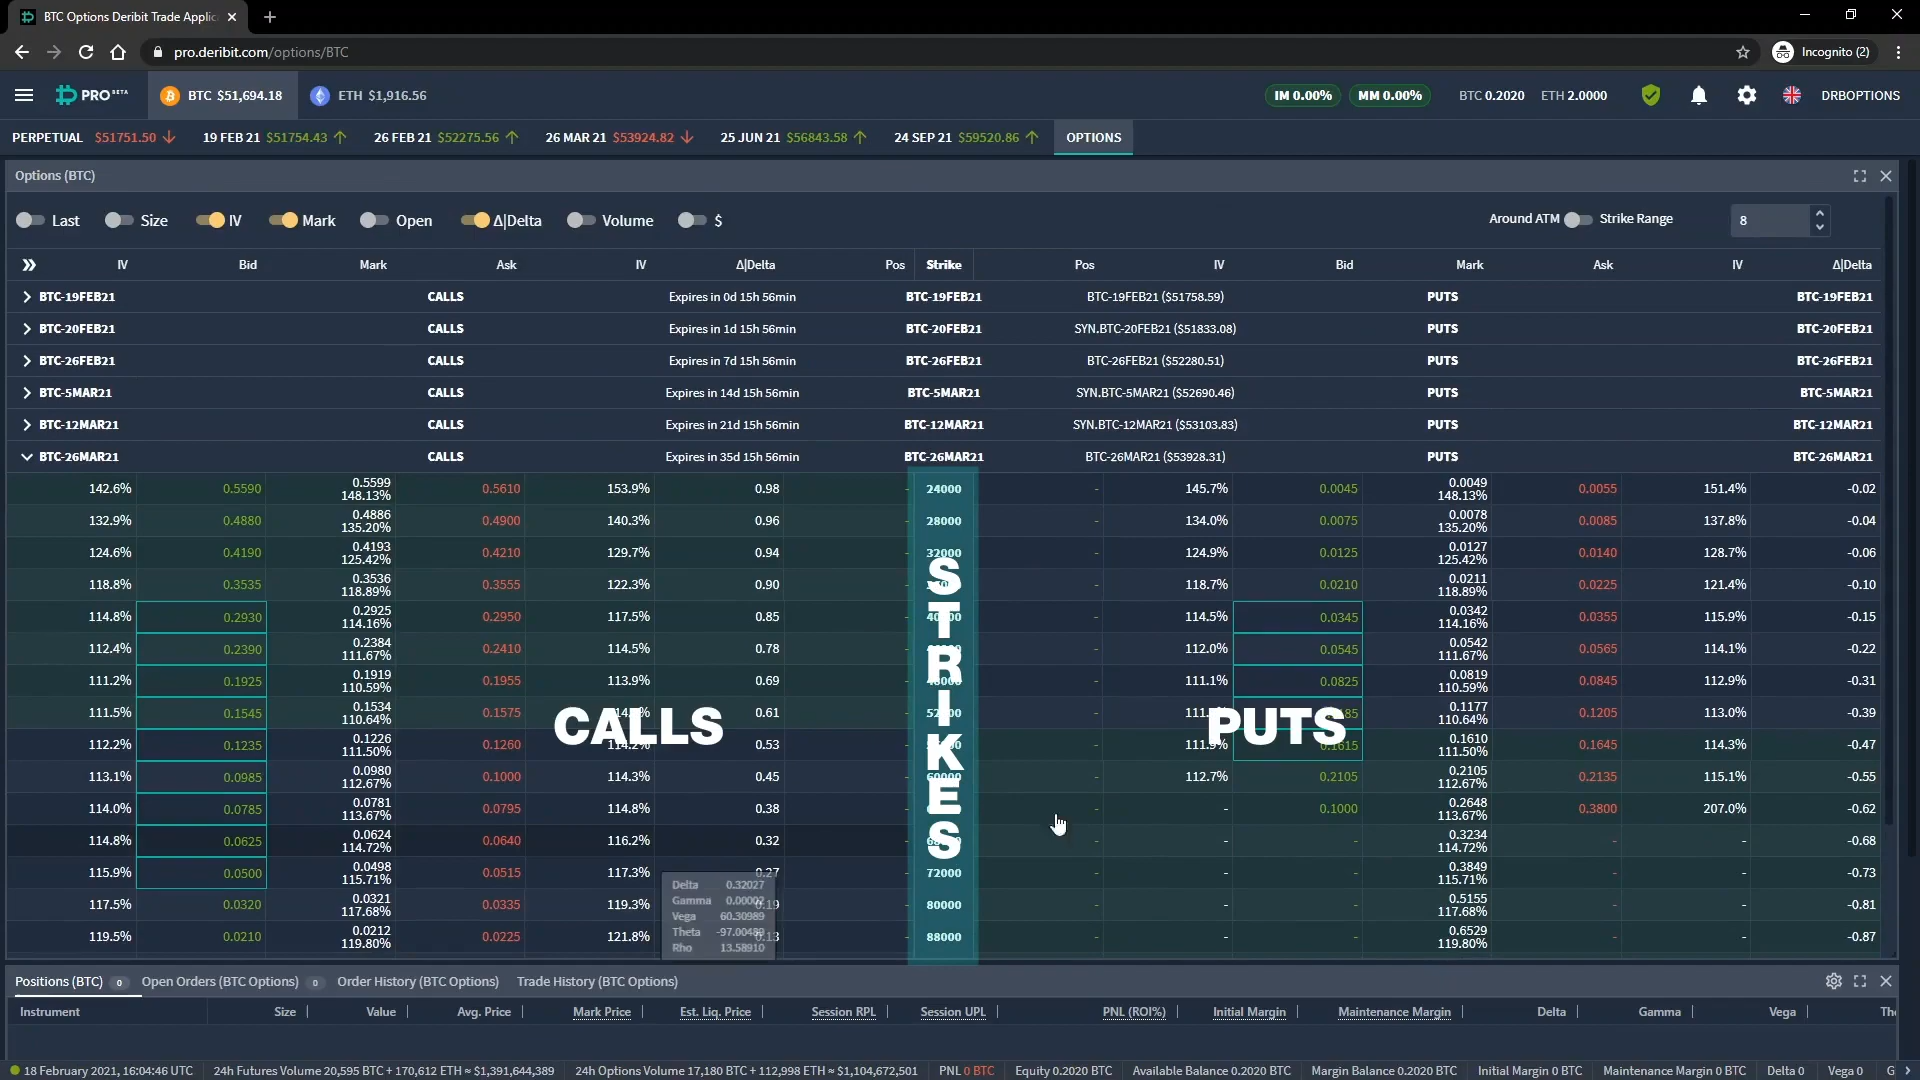 BTC Options Deribit Trade Applic
pro.deribit.com/options/BTC
Incognito (2)
PRO BETA
BTC $51,694.18
ETH $1,916.56
IM 0.00%
MM 0.00%
BTC 0.2020
ETH 2.0000
DRBOPTIONS
PERPETUAL $51751.50
19 FEB 21 $51754.43
26 FEB 21 $52275.56
26 MAR 21 $53924.82
25 JUN 21 $56843.58
24 SEP 21 $59520.86
OPTIONS
Options (BTC)
Last Size IV Mark Open Δ|Delta Volume $
Around ATM Strike Range 8
IV Bid Mark Ask IV Δ|Delta Pos Strike Pos IV Bid Mark Ask IV Δ|Delta
BTC-19FEB21 CALLS Expires in 0d 15h 56min BTC-19FEB21 BTC-19FEB21 ($51758.59) PUTS BTC-19FEB21
BTC-20FEB21 CALLS Expires in 1d 15h 56min BTC-20FEB21 SYN.BTC-20FEB21 ($51833.08) PUTS BTC-20FEB21
BTC-26FEB21 CALLS Expires in 7d 15h 56min BTC-26FEB21 BTC-26FEB21 ($52280.51) PUTS BTC-26FEB21
BTC-5MAR21 CALLS Expires in 14d 15h 56min BTC-5MAR21 SYN.BTC-5MAR21 ($52690.46) PUTS BTC-5MAR21
BTC-12MAR21 CALLS Expires in 21d 15h 56min BTC-12MAR21 SYN.BTC-12MAR21 ($53103.83) PUTS BTC-12MAR21
BTC-26MAR21 CALLS Expires in 35d 15h 56min BTC-26MAR21 BTC-26MAR21 ($53928.31) PUTS BTC-26MAR21
142.6% 0.5590 0.5599 148.13% 0.5610 153.9% 0.98 - 24000 - 145.7% 0.0045 0.0049 148.13% 0.0055 151.4% -0.02
132.9% 0.4880 0.4886 135.20% 0.4900 140.3% 0.96 - 28000 - 134.0% 0.0075 0.0078 135.20% 0.0085 137.8% -0.04
124.6% 0.4190 0.4193 125.42% 0.4210 129.7% 0.94 - 32000 - 124.9% 0.0125 0.0127 125.42% 0.0140 128.7% -0.06
118.8% 0.3535 0.3536 118.89% 0.3555 122.3% 0.90 - - 118.7% 0.0210 0.0211 118.89% 0.0225 121.4% -0.10
114.8% 0.2930 0.2925 114.16% 0.2950 117.5% 0.85 - - 114.5% 0.0345 0.0342 114.16% 0.0355 115.9% -0.15
112.4% 0.2390 0.2384 111.67% 0.2410 114.5% 0.78 - - 112.0% 0.0545 0.0542 111.67% 0.0565 114.1% -0.22
111.2% 0.1925 0.1919 110.59% 0.1955 113.9% 0.69 - - 111.1% 0.0825 0.0819 110.59% 0.0845 112.9% -0.31
111.5% 0.1545 0.1534 110.64% 0.1575 0.61 - - 0.1177 110.64% 0.1205 113.0% -0.39
CALLS
STRIKES
PUTS
112.2% 0.1235 0.1226 111.50% 0.1260 114.2% 0.53 - - 0.1615 0.1610 111.50% 0.1645 114.3% -0.47
113.1% 0.0985 0.0980 112.67% 0.1000 114.3% 0.45 - 60000 - 112.7% 0.2105 0.2105 112.67% 0.2135 115.1% -0.55
114.0% 0.0785 0.0781 113.67% 0.0795 114.8% 0.38 - - - 0.1000 0.2648 113.67% 0.3800 207.0% -0.62
114.8% 0.0625 0.0624 114.72% 0.0640 116.2% 0.32 - - - - 0.3234 114.72% - - -0.68
115.9% 0.0500 0.0498 115.71% 0.0515 117.3% 0.27 - 72000 - - - 0.3849 115.71% - - -0.73
117.5% 0.0320 0.0321 117.68% 0.0335 119.3% 0.19 - 80000 - - - 0.5155 117.68% - - -0.81
119.5% 0.0210 0.0212 119.80% 0.0225 121.8% 0.13 - 88000 - - - 0.6529 119.80% - - -0.87
Delta 0.32027
Gamma 0.00002
Vega 60.30989
Theta
Rho 13.58910
Positions (BTC) 0 Open Orders (BTC Options) 0 Order History (BTC Options) Trade History (BTC Options)
Instrument Size Value Avg. Price Mark Price Est. Liq. Price Session RPL Session UPL PNL (ROI%) Initial Margin Maintenance Margin Delta Gamma Vega
18 February 2021, 16:04:46 UTC 24h Futures Volume 20,595 BTC + 170,612 ETH ≈ $1,391,644,389 24h Options Volume 17,180 BTC + 112,998 ETH ≈ $1,104,672,501 PNL 0 BTC Equity 0.2020 BTC Available Balance 0.2020 BTC Margin Balance 0.2020 BTC Initial Margin 0 BTC Maintenance Margin 0 BTC Delta 0 Vega 0 G